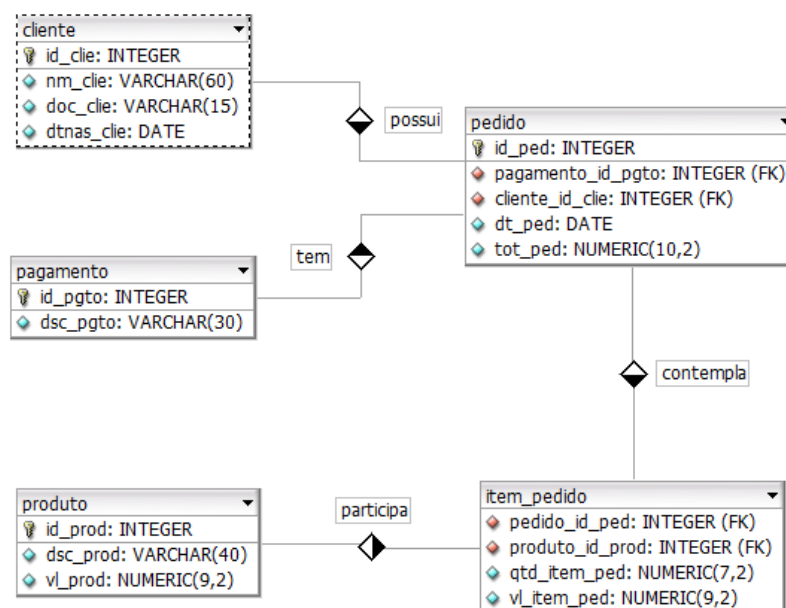 cliente
id_clie: INTEGER
nm_clie: VARCHAR(60)
doc_clie: VARCHAR(15)
dtnas_clie: DATE
possui
pedido
id_ped: INTEGER
pagamento_id_pgto: INTEGER (FK)
cliente_id_clie: INTEGER (FK)
dt_ped: DATE
tot_ped: NUMERIC(10,2)
tem
pagamento
id_pgto: INTEGER
dsc_pgto: VARCHAR(30)
contempla
produto
id_prod: INTEGER
dsc_prod: VARCHAR(40)
vl_prod: NUMERIC(9,2)
participa
item_pedido
pedido_id_ped: INTEGER (FK)
produto_id_prod: INTEGER (FK)
qtd_item_ped: NUMERIC(7,2)
vl_item_ped: NUMERIC(9,2)